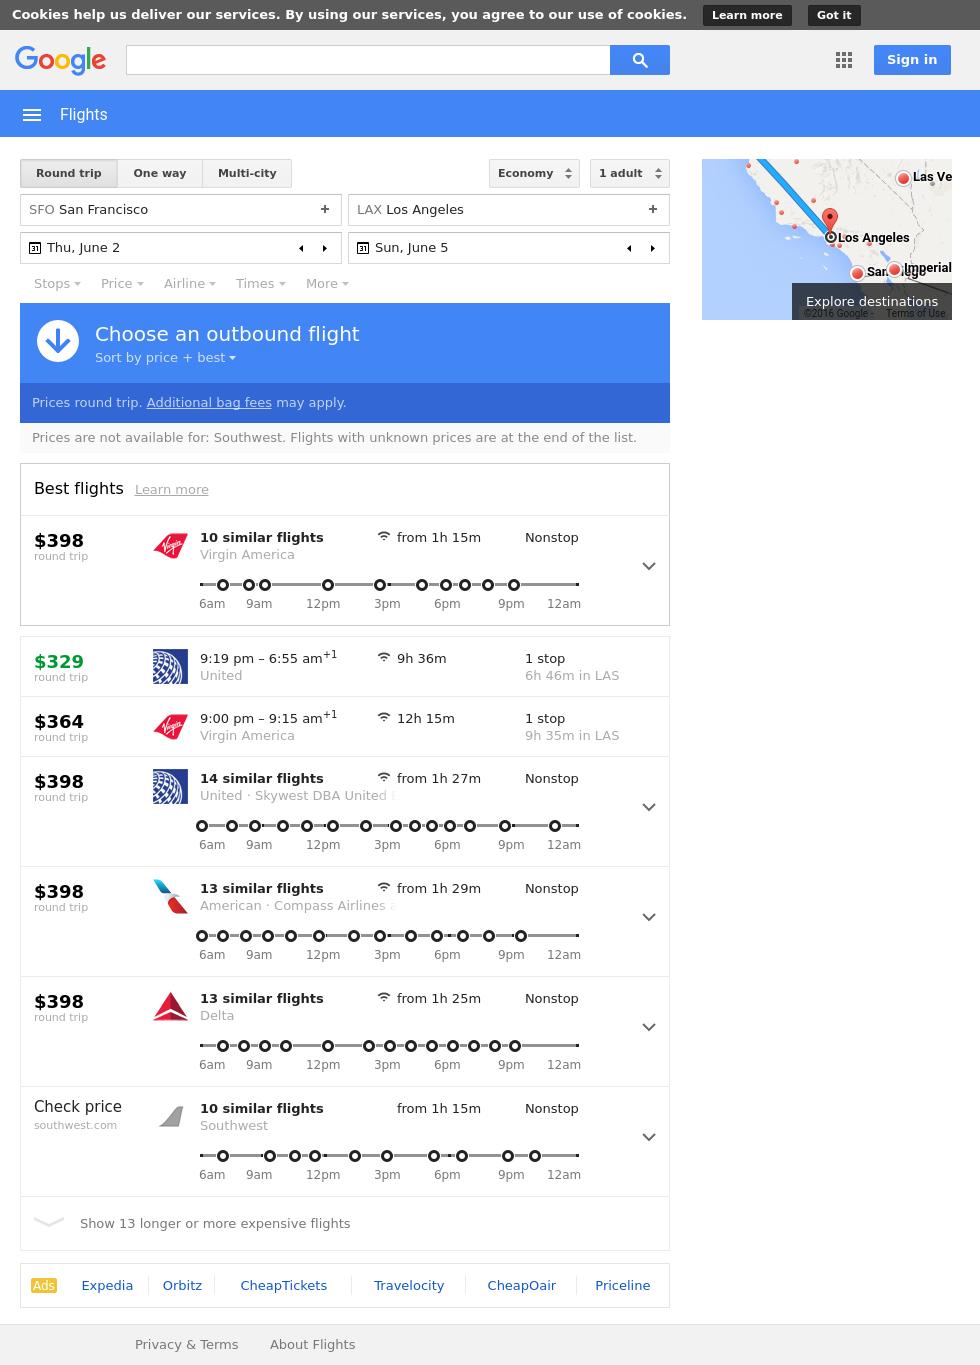 Cookies help us deliver our services. By using our services, you agree to our use of cookies. Learn more Got it
Google Sign in
Flights
Round trip One way Multi-city Economy 1 adult
SFO San Francisco + LAX Los Angeles +
31 Thu, June 2 31 Sun, June 5
Stops Price Airline Times More
Las Ve
Los Angeles
Imperial
Explore destinations
©2016 Google - Terms of Use
Choose an outbound flight
Sort by price + best
Prices round trip. Additional bag fees may apply.
Prices are not available for: Southwest. Flights with unknown prices are at the end of the list.
Best flights Learn more
$398 10 similar flights from 1h 15m Nonstop
round trip Virgin America
6am 9am 12pm 3pm 6pm 9pm 12am
$329 9:19 pm – 6:55 am+1 9h 36m 1 stop
round trip United 6h 46m in LAS
$364 9:00 pm – 9:15 am+1 12h 15m 1 stop
round trip Virgin America 9h 35m in LAS
$398 14 similar flights from 1h 27m Nonstop
round trip United · Skywest DBA United
6am 9am 12pm 3pm 6pm 9pm 12am
$398 13 similar flights from 1h 29m Nonstop
round trip American · Compass Airlines
6am 9am 12pm 3pm 6pm 9pm 12am
$398 13 similar flights from 1h 25m Nonstop
round trip Delta
6am 9am 12pm 3pm 6pm 9pm 12am
Check price 10 similar flights from 1h 15m Nonstop
southwest.com Southwest
6am 9am 12pm 3pm 6pm 9pm 12am
Show 13 longer or more expensive flights
Ads Expedia Orbitz CheapTickets Travelocity CheapOair Priceline
Privacy & Terms About Flights